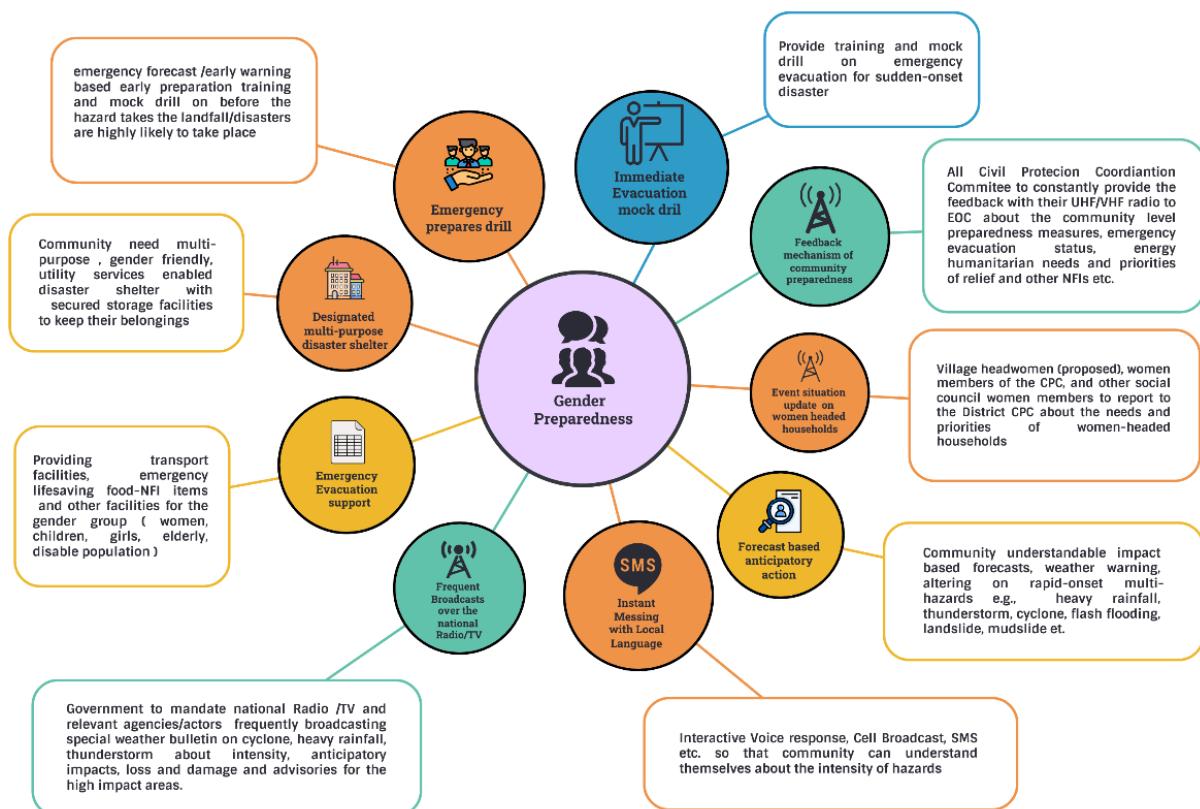 emergency forecast /early warning
based early preparation training
and mock drill on before the
hazard takes the landfall/disasters
are highly likely to take place
Provide training and mock
drill on emergency
evacuation for sudden-onset
disaster
Emergency
prepares drill
Immediate
Evacuation
mock dril
Feedback
mechanism of
community
preparedness
All Civil Protecion Coordiantion
Commitee to constantly provide the
feedback with their UHF/VHF radio to
EOC about the community level
preparedness measures, emergency
evacuation status, energy
humanitarian needs and priorities
of relief and other NFIs etc.
Community need multi-
purpose , gender friendly,
utility services enabled
disaster shelter with
secured storage facilities
to keep their belongings
Designated
multi-purpose
disaster shelter
Gender
Preparedness
Event situation
update on
women headed
households
Village headwomen (proposed), women
members of the CPC, and other social
council women members to report to
the District CPC about the needs and
priorities of women-headed
households
Providing transport
facilities, emergency
lifesaving food-NFI items
and other facilities for the
gender group ( women,
children, girls, elderly,
disable population )
Emergency
Evacuation
support
Frequent
Broadcasts
over the
national
Radio/TV
SMS
Instant
Messing
with Local
Language
Forecast based
anticipatory
action
Community understandable impact
based forecasts, weather warning,
altering on rapid-onset multi-
hazards e.g., heavy rainfall,
thunderstorm, cyclone, flash flooding,
landslide, mudslide et.
Government to mandate national Radio /TV and
relevant agencies/actors frequently broadcasting
special weather bulletin on cyclone, heavy rainfall,
thunderstorm about intensity, anticipatory
impacts, loss and damage and advisories for the
high impact areas.
Interactive Voice response, Cell Broadcast, SMS
etc. so that community can understand
themselves about the intensity of hazards